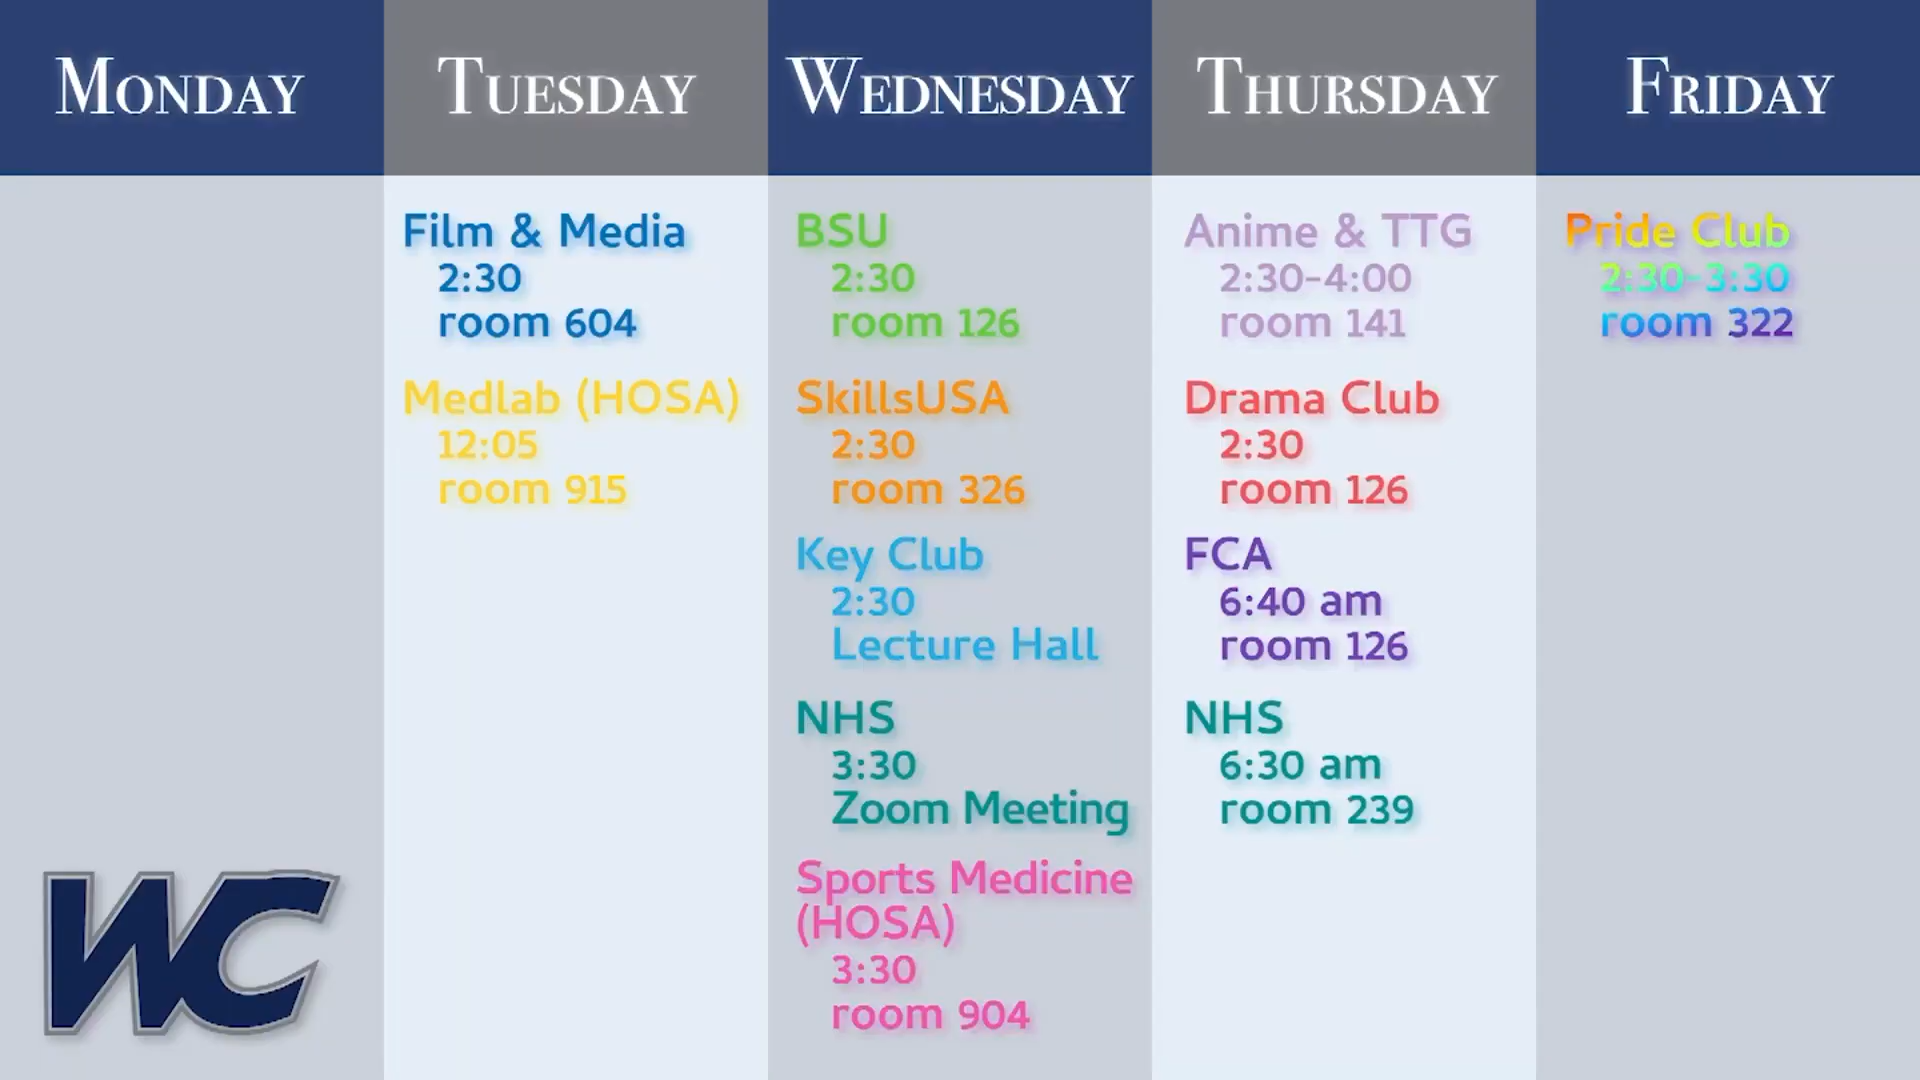 MONDAY
TUESDAY
WEDNESDAY
THURSDAY
FRIDAY
Film & Media
2:30
room 604
Medlab (HOSA)
12:05
room 915
BSU
2:30
room 126
SkillsUSA
2:30
room 326
Key Club
2:30
Lecture Hall
NHS
3:30
Zoom Meeting
Sports Medicine
(HOSA)
3:30
room 904
Anime & TTG
2:30-4:00
room 141
Drama Club
2:30
room 126
FCA
6:40 am
room 126
NHS
6:30 am
room 239
Pride Club
2:30-3:30
room 322
WC